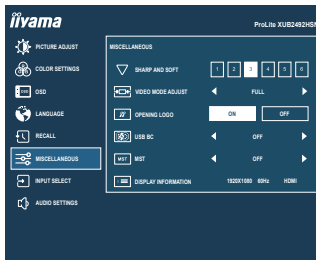 iiyama
ProLite XUB2492HSN
PICTURE ADJUST
COLOR SETTINGS
OSD
LANGUAGE
RECALL
MISCELLANEOUS
INPUT SELECT
AUDIO SETTINGS
MISCELLANEOUS
SHARP AND SOFT 1 2 3 4 5 6
VIDEO MODE ADJUST FULL
OPENING LOGO ON OFF
USB BC OFF
MST MST OFF
DISPLAY INFORMATION 1920X1080 60Hz HDMI